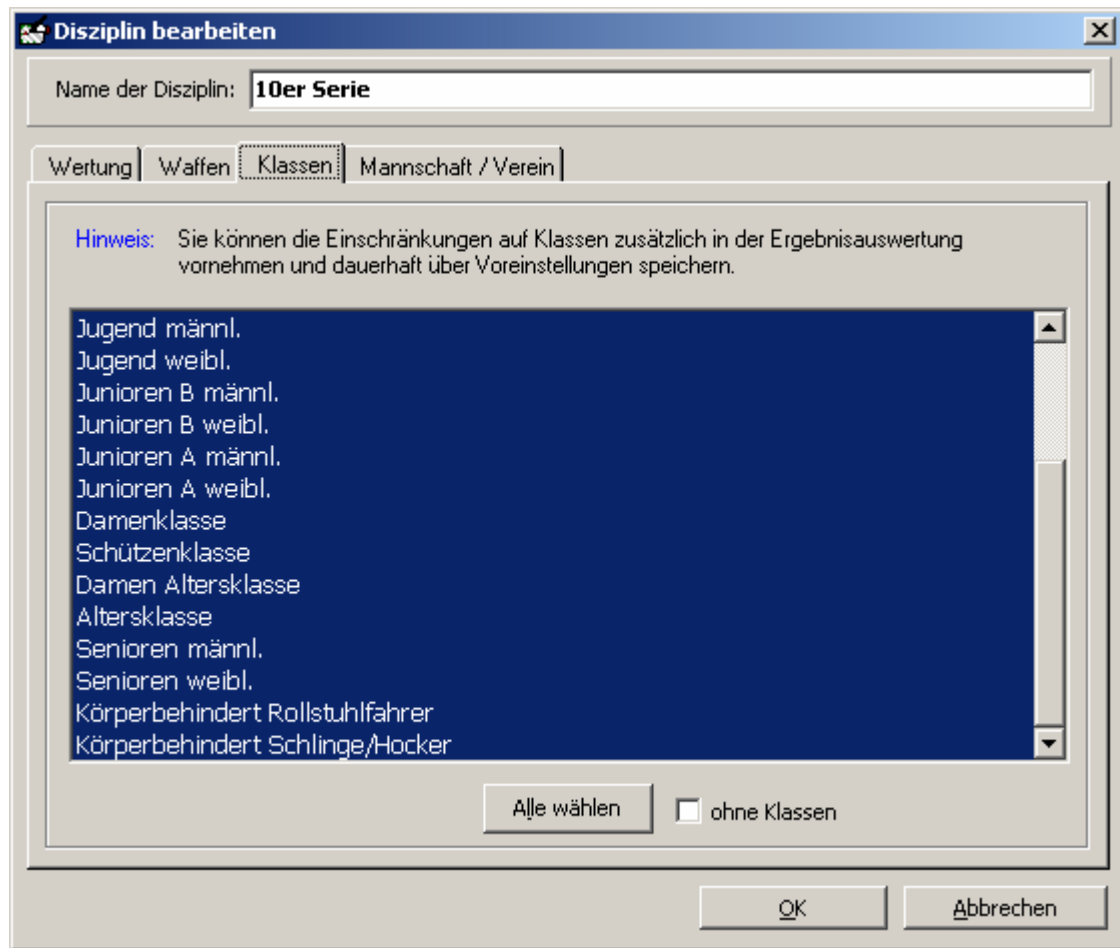 Disziplin bearbeiten
Name der Disziplin: 10er Serie
Wertung Waffen Klassen Mannschaft / Verein
Hinweis: Sie können die Einschränkungen auf Klassen zusätzlich in der Ergebnisauswertung
vornehmen und dauerhaft über Voreinstellungen speichern.
Jugend männl.
Jugend weibl.
Junioren B männl.
Junioren B weibl.
Junioren A männl.
Junioren A weibl.
Damenklasse
Schützenklasse
Damen Altersklasse
Altersklasse
Senioren männl.
Senioren weibl.
Körperbehindert Rollstuhlfahrer
Körperbehindert Schlinge/Hocker
Alle wählen ohne Klassen
OK Abbrechen